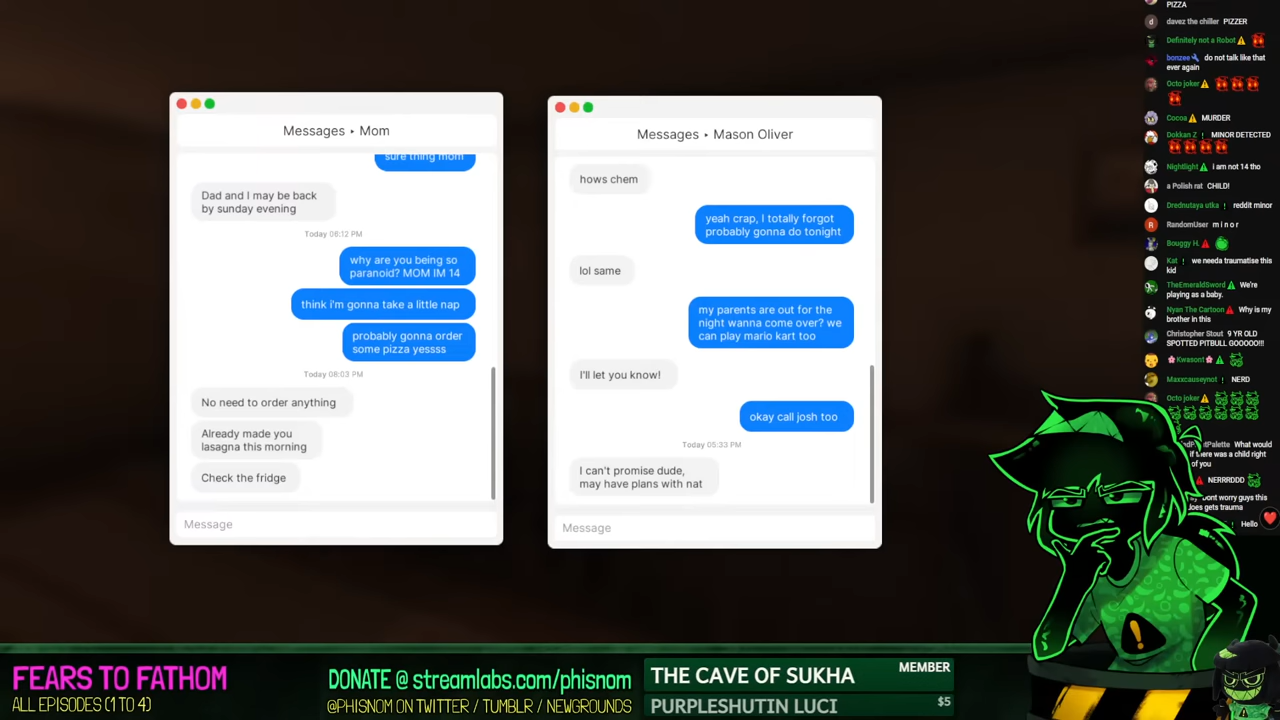 Messages ‣ Mom
sure thing mom
Dad and I may be back
by sunday evening
Today 08:12 PM
why are you being so
paranoid? MOM IM 14
think i'm gonna take a little nap
probably gonna order
some pizza yessss
Today 08:03 PM
No need to order anything
Already made you
lasagna this morning
Check the fridge
Message
Messages ‣ Mason Oliver
hows chem
yeah crap, I totally forgot
probably gonna do tonight
lol same
my parents are out for the
night wanna come over? we
can play mario kart too
I'll let you know!
okay call josh too
Today 05:33 PM
I can't promise dude,
may have plans with nat
Message
PIZZA
davez the chiller PIZZER
Definitely not a Robot
bonzee do not talk like that
ever again
Octo joker
Cocoa MURDER
Dokkan Z MINOR DETECTED
Nightlight i am not 14 tho
a Polish rat CHILD!
Drednutaya utka reddit minor
RandomUser m i n o r
Bouggy H.
Kat we needa traumatise this
kid
TheEmeraldSword We're
playing as a baby.
Nyan The Cartoon Why is my
brother in this
Christopher Stout 9 YR OLD
SPOTTED PITBULL GOOOOO!!
Kwasont
Maxxcauseynot NERD
Octo joker
What would
if there was a child right
of you
NERRRDDD
Dont worry guys this
gets trauma
Hello
FEARS TO FATHOM
ALL EPISODES (1 TO 4)
DONATE @ streamlabs.com/phisnom
@PHISNOM ON TWITTER / TUMBLR / NEWGROUNDS
THE CAVE OF SUKHA MEMBER
PURPLESHUTIN LUCI $5